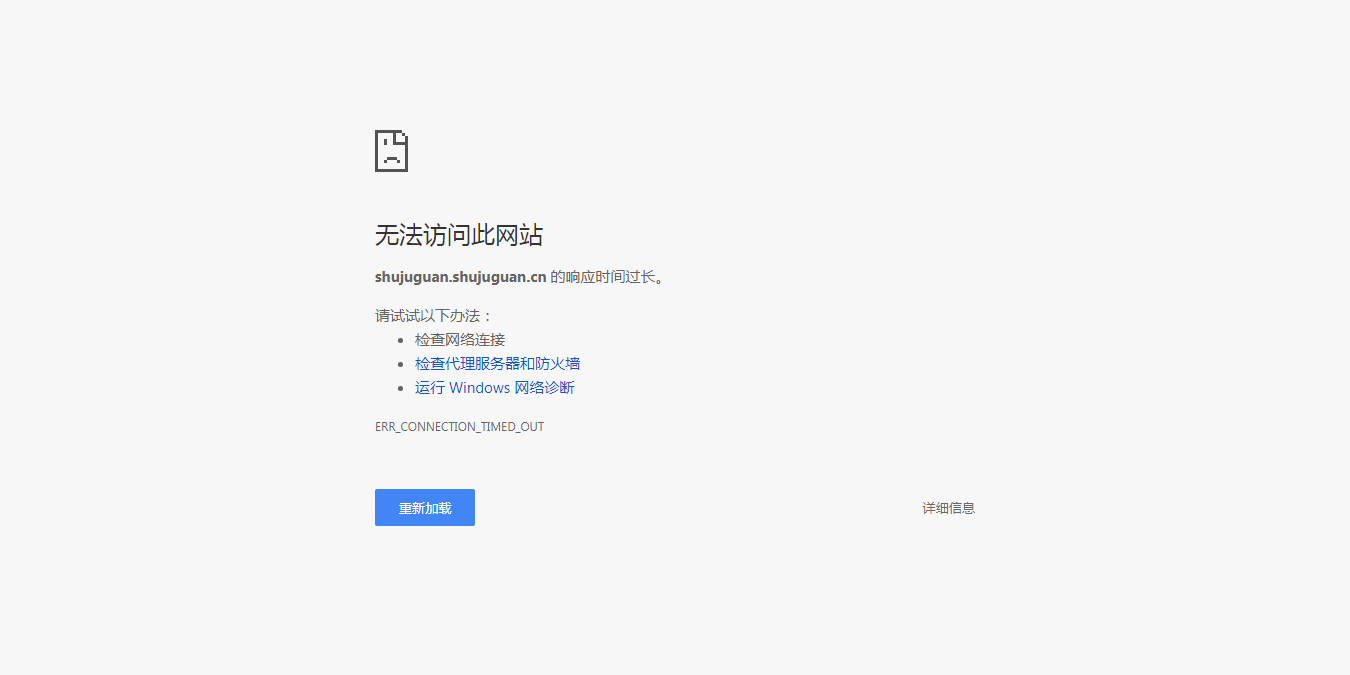 无法访问此网站
shujuguan.shujuguan.cn 的响应时间过长。
请试试以下办法：
检查网络连接
检查代理服务器和防火墙
运行 Windows 网络诊断
ERR_CONNECTION_TIMED_OUT
重新加载
详细信息